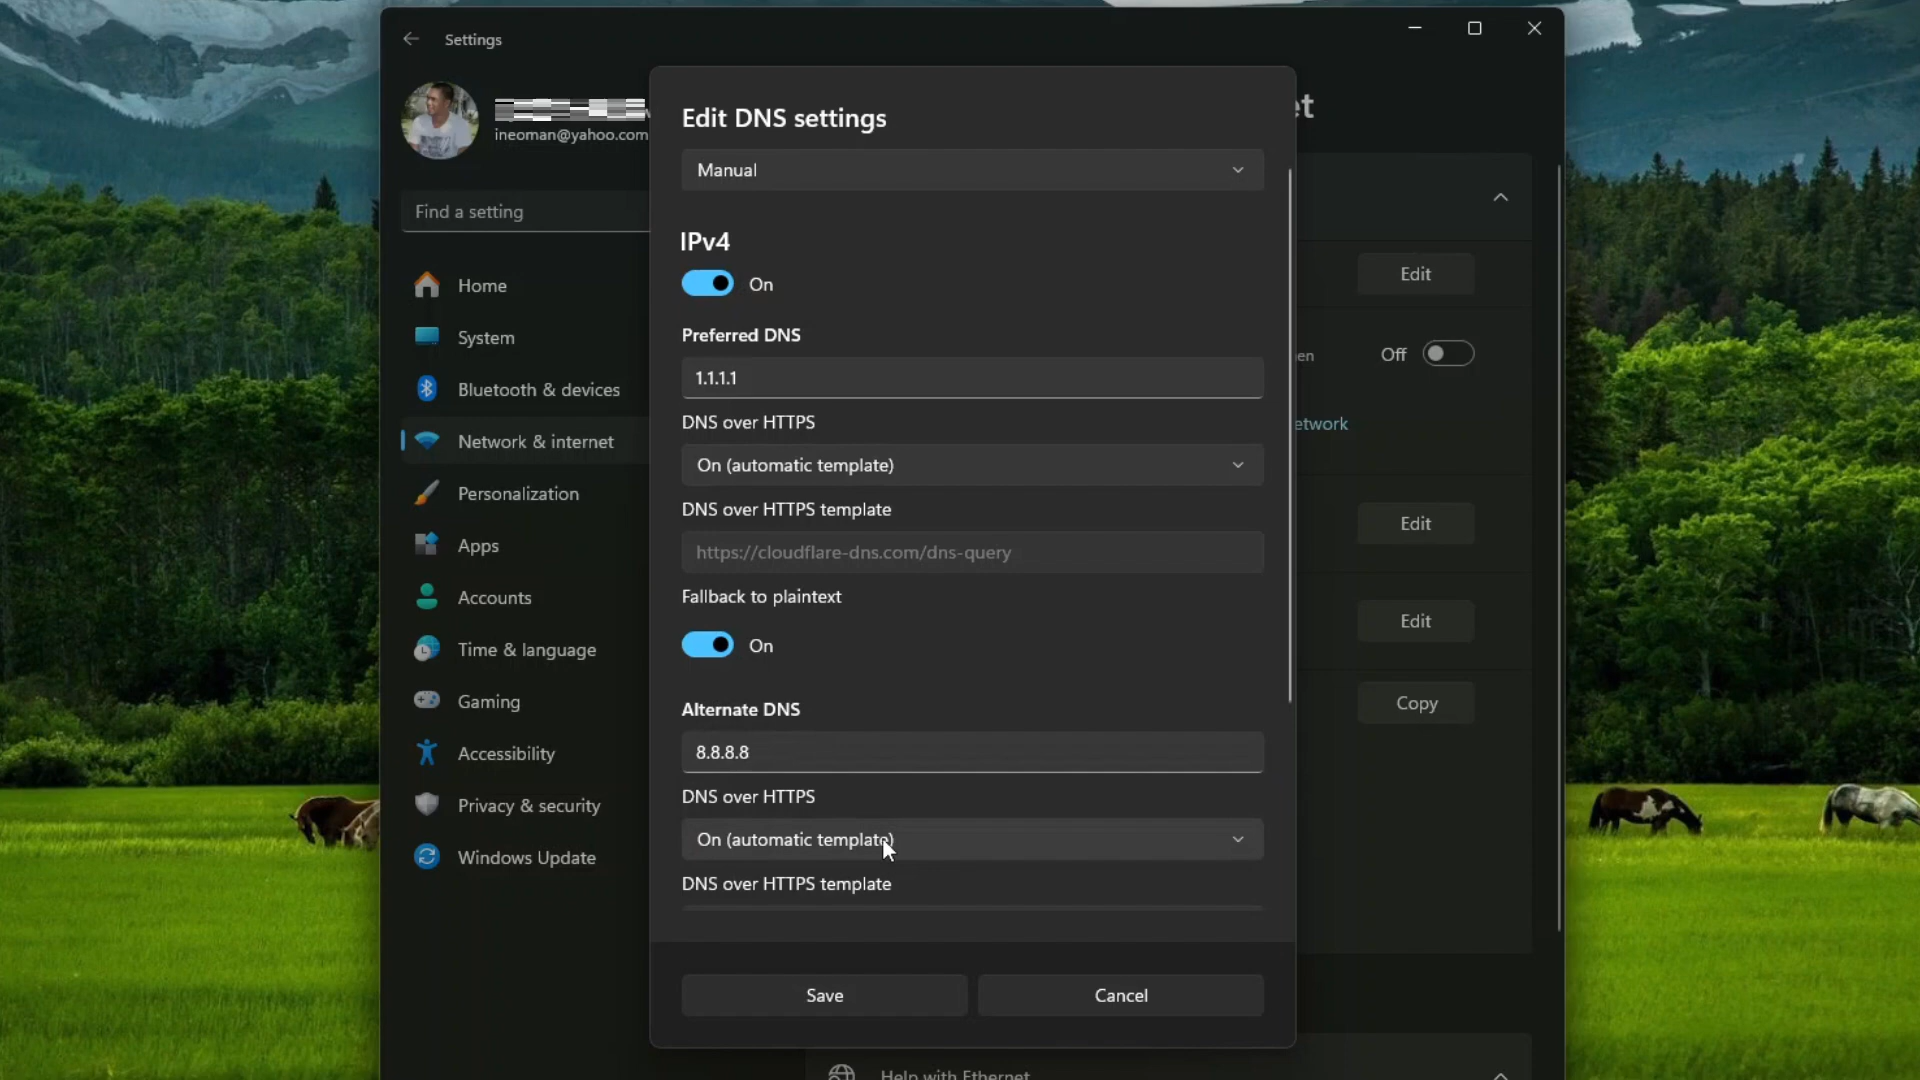 Settings
ineoman@yahoo.com
Find a setting
Home
System
Bluetooth & devices
Network & internet
Personalization
Apps
Accounts
Time & language
Gaming
Accessibility
Privacy & security
Windows Update
Edit DNS settings
Manual
IPv4
On
Preferred DNS
1.1.1.1
DNS over HTTPS
On (automatic template)
DNS over HTTPS template
https://cloudflare-dns.com/dns-query
Fallback to plaintext
On
Alternate DNS
8.8.8.8
DNS over HTTPS
On (automatic template)
DNS over HTTPS template
Save
Cancel
et
Edit
en
Off
etwork
Edit
Edit
Copy
Help with Ethernet